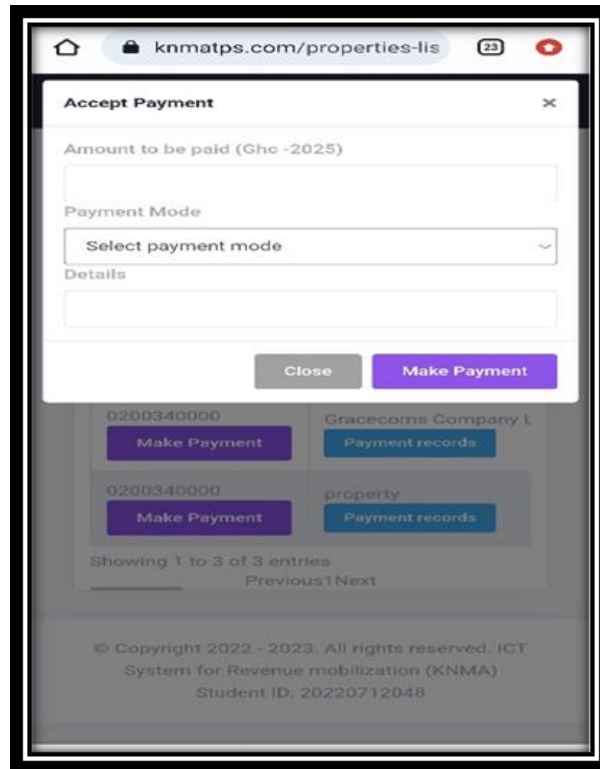 knmatps.com/properties-lis 23
Accept Payment ×
Amount to be paid (Ghc -2025)
Payment Mode
Select payment mode
Details
Close Make Payment
0200340000 Gracecoms Company L
Make Payment Payment records
0200340000 property
Make Payment Payment records
Showing 1 to 3 of 3 entries
Previous1Next
© Copyright 2022 - 2023. All rights reserved. ICT
System for Revenue mobilization (KNMA)
Student ID: 20220712048